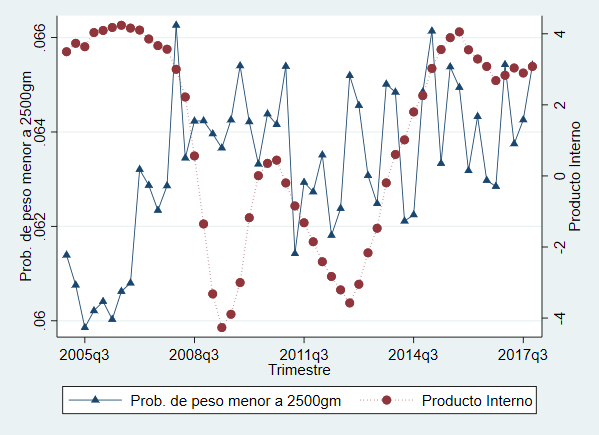 Prob. de peso menor a 2500gm
.06 .062 .064 .066
-4 -2 0 2 4
Producto Interno
2005q3 2008q3 2011q3 2014q3 2017q3
Trimestre
Prob. de peso menor a 2500gm Producto Interno